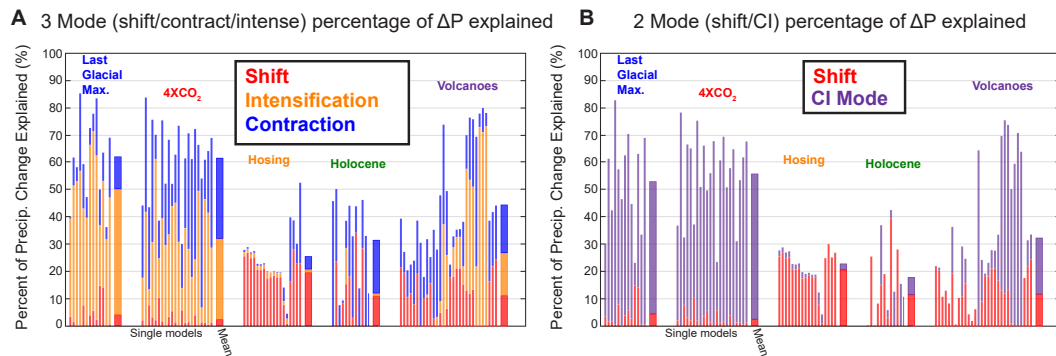 A 3 Mode (shift/contract/intense) percentage of ΔP explained
Percent of Precip. Change Explained (%)
100
90
80
70
60
50
40
30
20
10
0
Last
Glacial
Max.
4XCO₂
Shift
Intensification
Contraction
Hosing
Holocene
Volcanoes
Single models
Mean
B 2 Mode (shift/CI) percentage of ΔP explained
Percent of Precip. Change Explained (%)
100
90
80
70
60
50
40
30
20
10
0
Last
Glacial
Max.
4XCO₂
Shift
CI Mode
Hosing
Holocene
Volcanoes
Single models
Mean